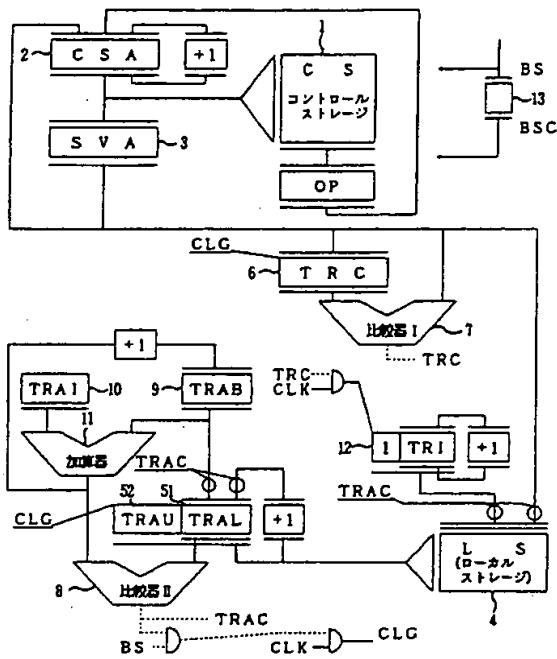 1
2
C S A
+1
C S
コントロール
ストレージ
BS
13
BSC
S V A
3
OP
CLG
6
T R C
比較器 I
7
TRC
+1
TRAI
10
9
TRAB
11
加算器
TRC
CLK
12
1
TRI
+1
TRAC
TRAC
52
51
CLG
TRAU
TRAL
+1
L S
(ローカル
ストレージ)
4
8
比較器 II
TRAC
BS
CLK
CLG